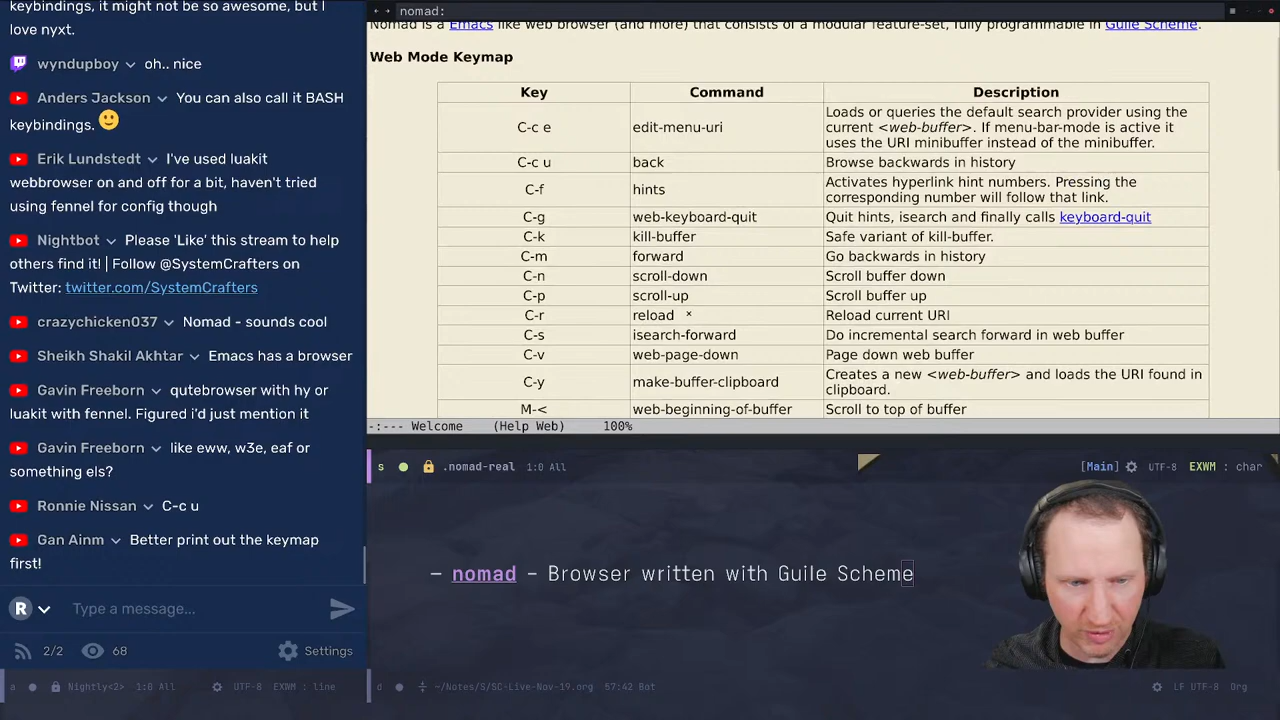 keybindings, it might not be so awesome, but I
love nyxt.
wyndupboy oh.. nice
Anders Jackson You can also call it BASH
keybindings.
Erik Lundstedt I've used luakit
webbrowser on and off for a bit, haven't tried
using fennel for config though
Nightbot Please 'Like' this stream to help
others find it! | Follow @SystemCrafters on
Twitter: twitter.com/SystemCrafters
crazychicken037 Nomad - sounds cool
Sheikh Shakil Akhtar Emacs has a browser
Gavin Freeborn qutebrowser with hy or
luakit with fennel. Figured i'd just mention it
Gavin Freeborn like eww, w3e, eaf or
something els?
Ronnie Nissan C-c u
Gan Ainm Better print out the keymap
first!
R Type a message...
2/2 68 Settings
a Nightly<2> 1:0 All UTF-8 EXWM : line
nomad:
Nomad is a Emacs like web browser (and more) that consists of a modular feature-set, fully programmable in Guile Scheme.
Web Mode Keymap
Key Command Description
C-c e edit-menu-uri Loads or queries the default search provider using the
current <web-buffer>. If menu-bar-mode is active it
uses the URI minibuffer instead of the minibuffer.
C-c u back Browse backwards in history
C-f hints Activates hyperlink hint numbers. Pressing the
corresponding number will follow that link.
C-g web-keyboard-quit Quit hints, isearch and finally calls keyboard-quit
C-k kill-buffer Safe variant of kill-buffer.
C-m forward Go backwards in history
C-n scroll-down Scroll buffer down
C-p scroll-up Scroll buffer up
C-r reload Reload current URI
C-s isearch-forward Do incremental search forward in web buffer
C-v web-page-down Page down web buffer
C-y make-buffer-clipboard Creates a new <web-buffer> and loads the URI found in
clipboard.
M-< web-beginning-of-buffer Scroll to top of buffer
-:--- Welcome (Help Web) 100%
s .nomad-real 1:0 All [Main] UTF-8 EXWM : char
– nomad – Browser written with Guile Scheme
d ~/Notes/S/SC-Live-Nov-19.org 57:42 Bot LF UTF-8 Org